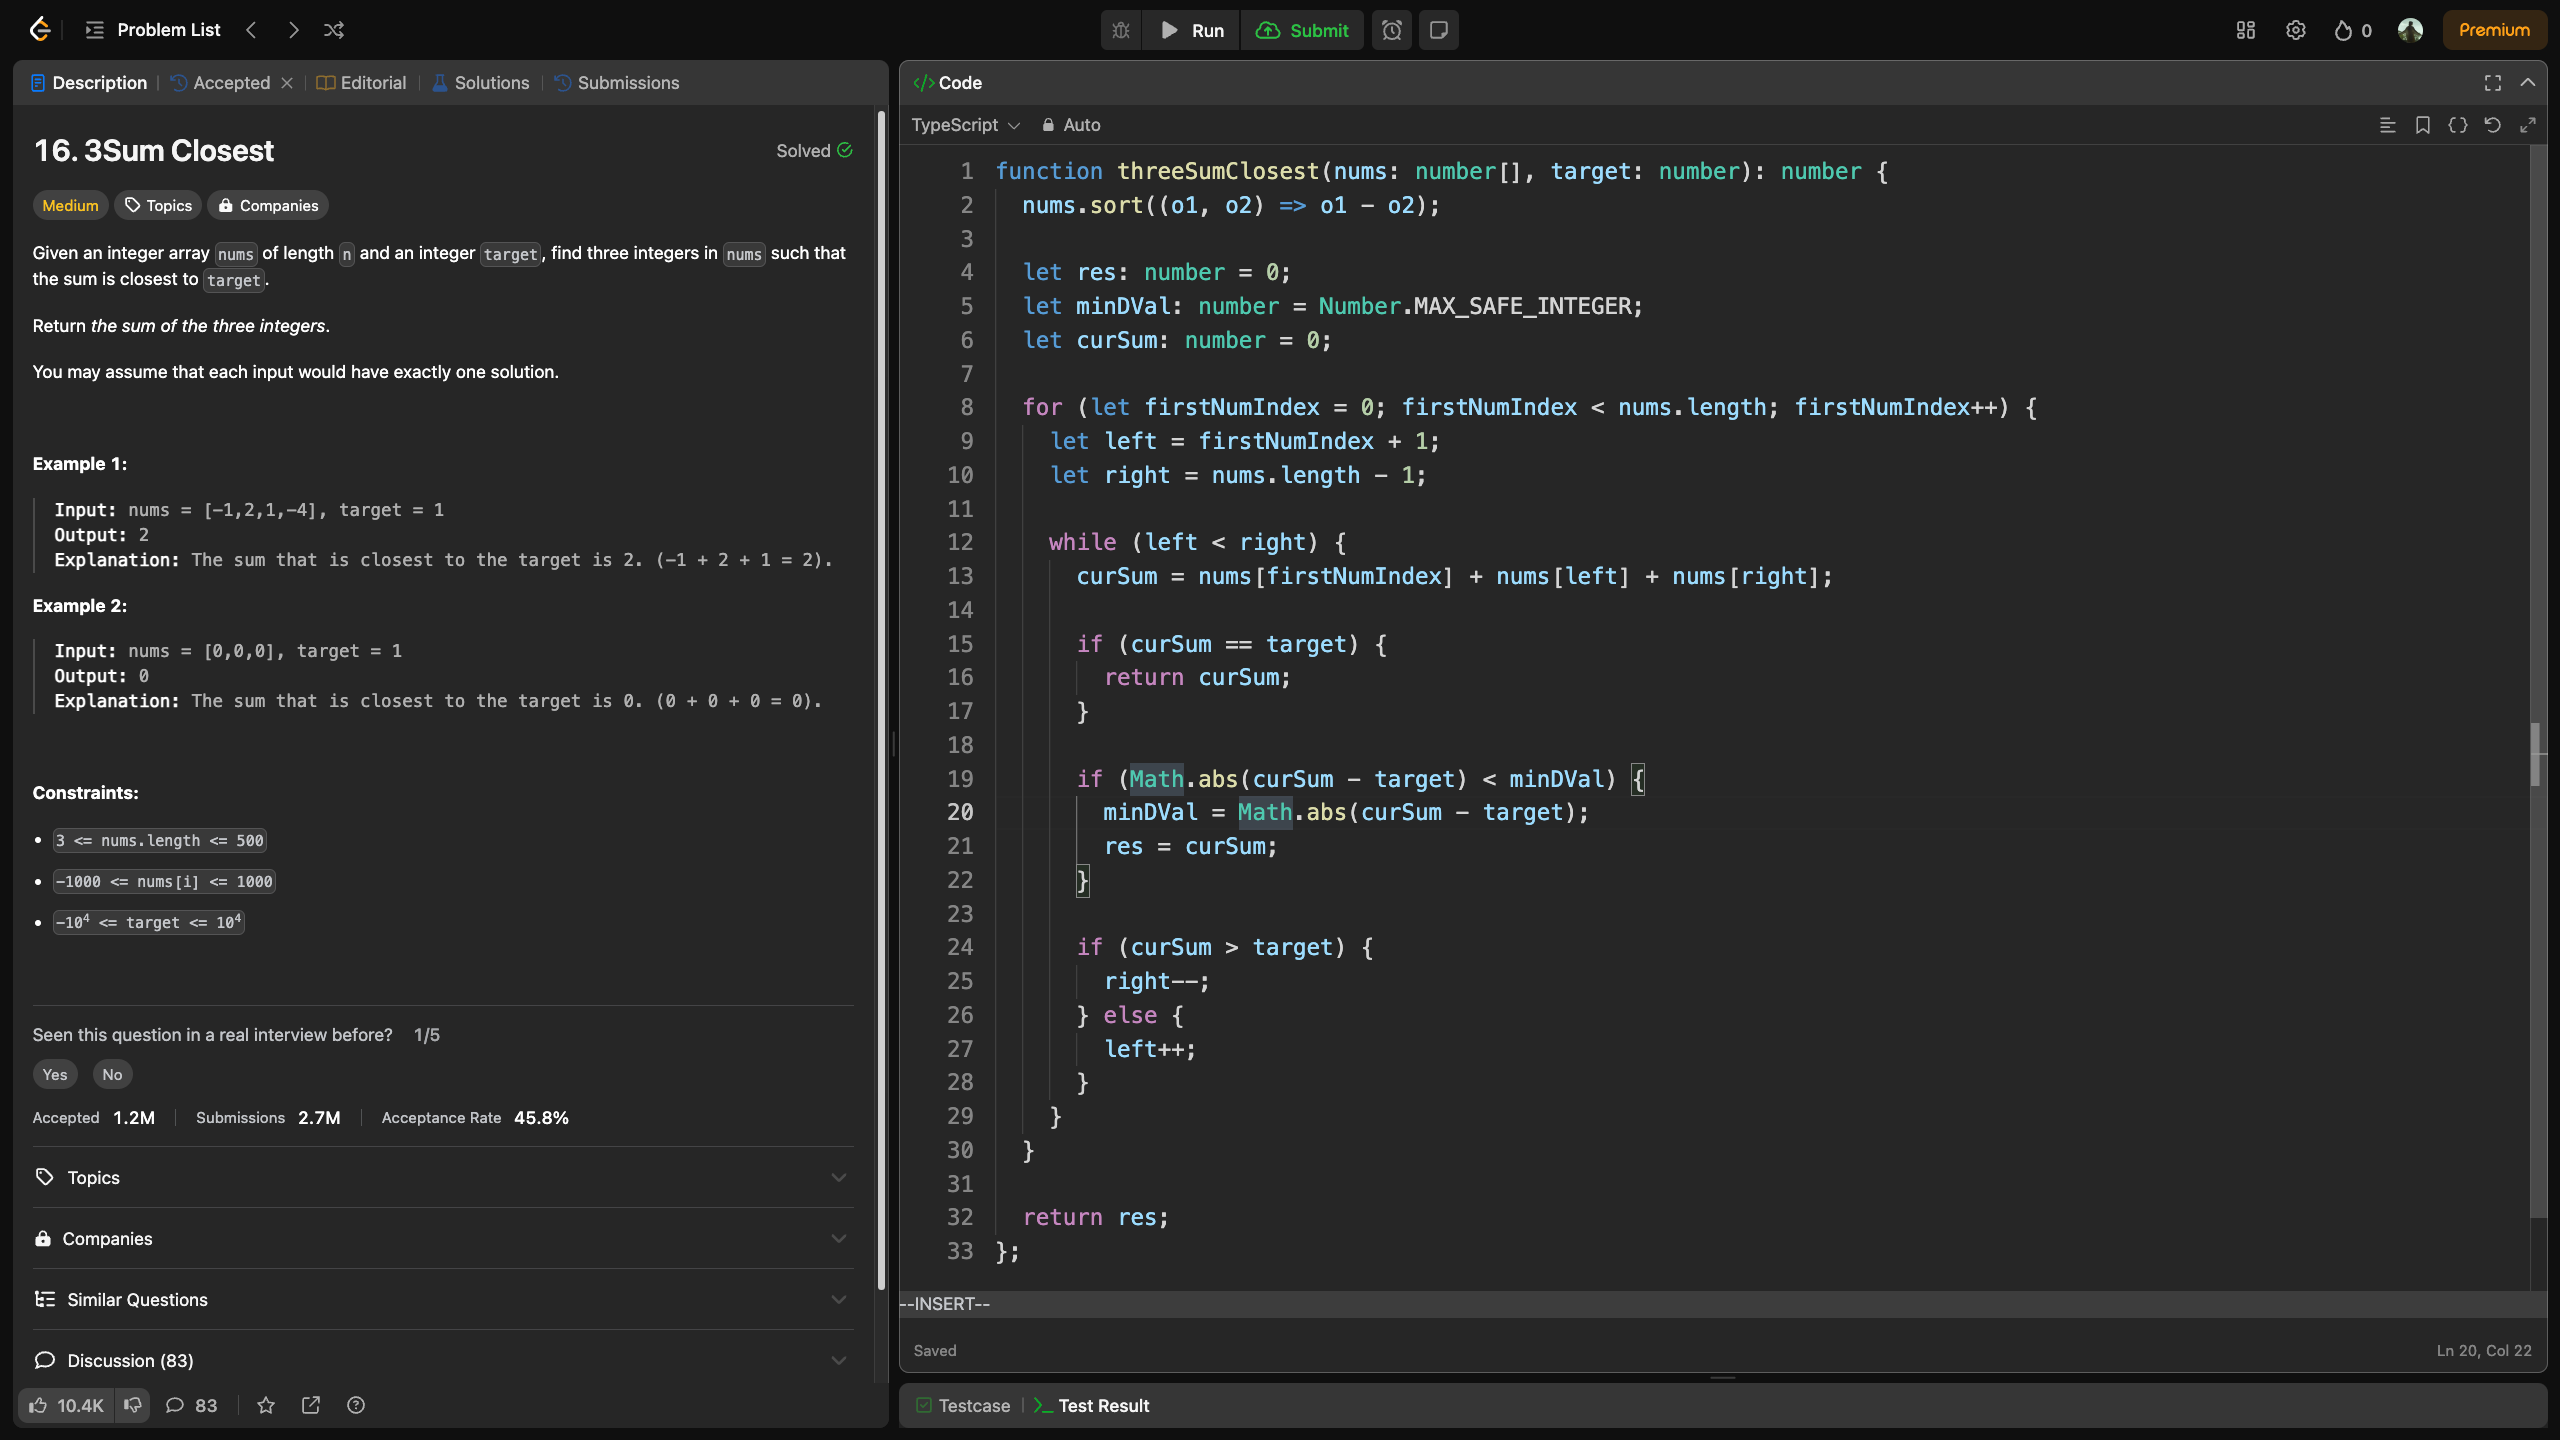 Problem List
Run
Submit
0
Premium
Description
Accepted
Editorial
Solutions
Submissions
16. 3Sum Closest
Solved
Medium
Topics
Companies
Given an integer array nums of length n and an integer target, find three integers in nums such that
the sum is closest to target.
Return the sum of the three integers.
You may assume that each input would have exactly one solution.
Example 1:
Input: nums = [-1,2,1,-4], target = 1
Output: 2
Explanation: The sum that is closest to the target is 2. (-1 + 2 + 1 = 2).
Example 2:
Input: nums = [0,0,0], target = 1
Output: 0
Explanation: The sum that is closest to the target is 0. (0 + 0 + 0 = 0).
Constraints:
• 3 <= nums.length <= 500
• -1000 <= nums[i] <= 1000
• -10⁴ <= target <= 10⁴
Seen this question in a real interview before? 1/5
Yes No
Accepted 1.2M Submissions 2.7M Acceptance Rate 45.8%
Topics
Companies
Similar Questions
Discussion (83)
10.4K 83
</> Code
TypeScript Auto
1 function threeSumClosest(nums: number[], target: number): number {
2 nums.sort((o1, o2) => o1 - o2);
3
4 let res: number = 0;
5 let minDVal: number = Number.MAX_SAFE_INTEGER;
6 let curSum: number = 0;
7
8 for (let firstNumIndex = 0; firstNumIndex < nums.length; firstNumIndex++) {
9 let left = firstNumIndex + 1;
10 let right = nums.length - 1;
11
12 while (left < right) {
13 curSum = nums[firstNumIndex] + nums[left] + nums[right];
14
15 if (curSum == target) {
16 return curSum;
17 }
18
19 if (Math.abs(curSum - target) < minDVal) {
20 minDVal = Math.abs(curSum - target);
21 res = curSum;
22 }
23
24 if (curSum > target) {
25 right--;
26 } else {
27 left++;
28 }
29 }
30 }
31
32 return res;
33 };
--INSERT--
Saved
Ln 20, Col 22
Testcase
Test Result